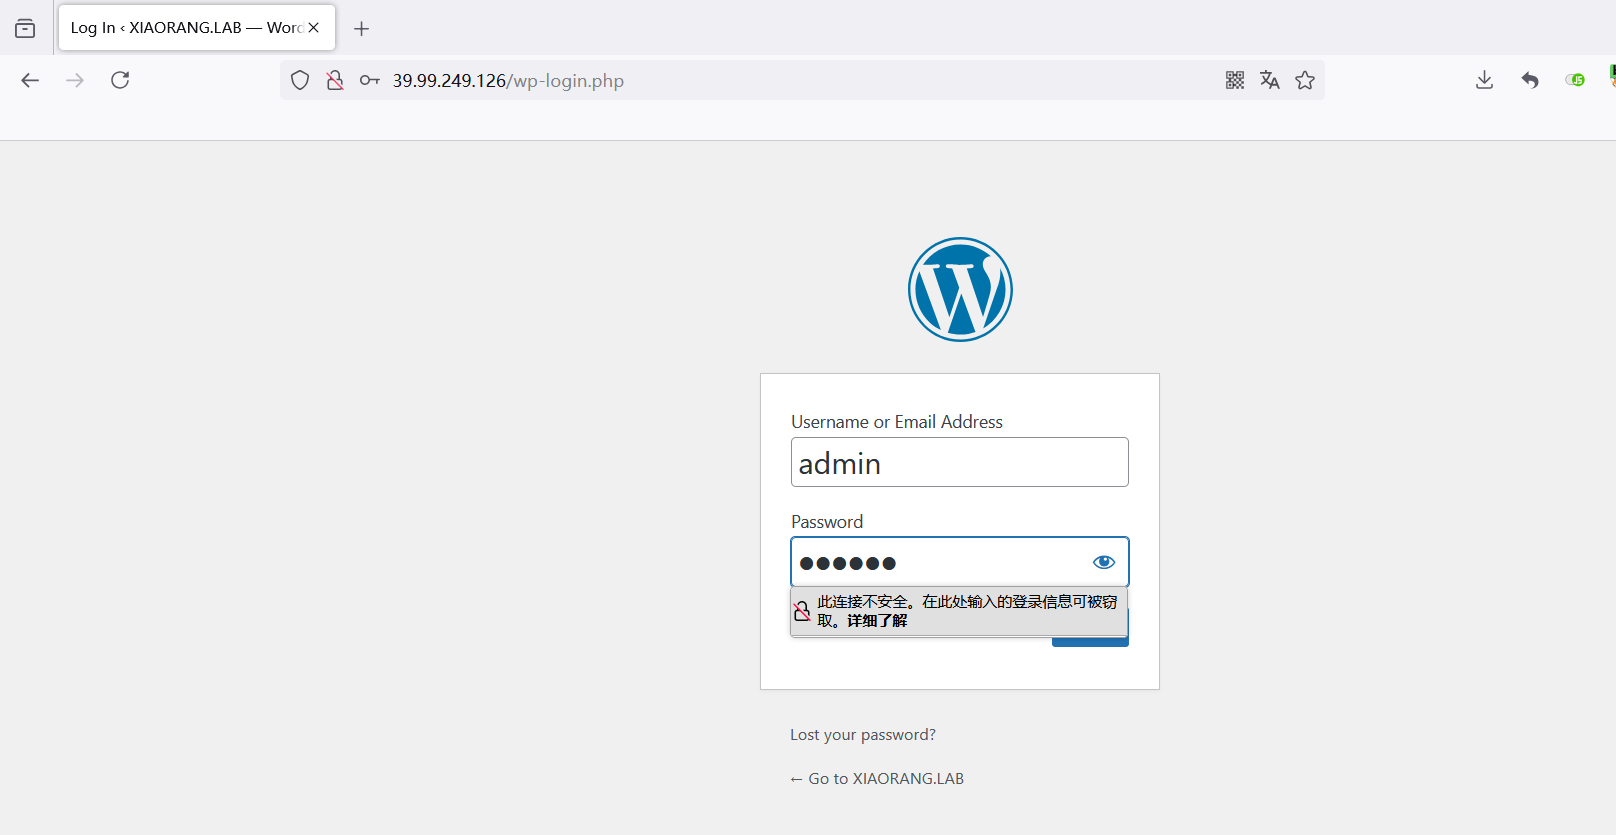 Log In ‹ XIAORANG.LAB — Word
39.99.249.126/wp-login.php
Username or Email Address
admin
Password
此连接不安全。在此处输入的登录信息可被窃
取。详细了解
Lost your password?
← Go to XIAORANG.LAB